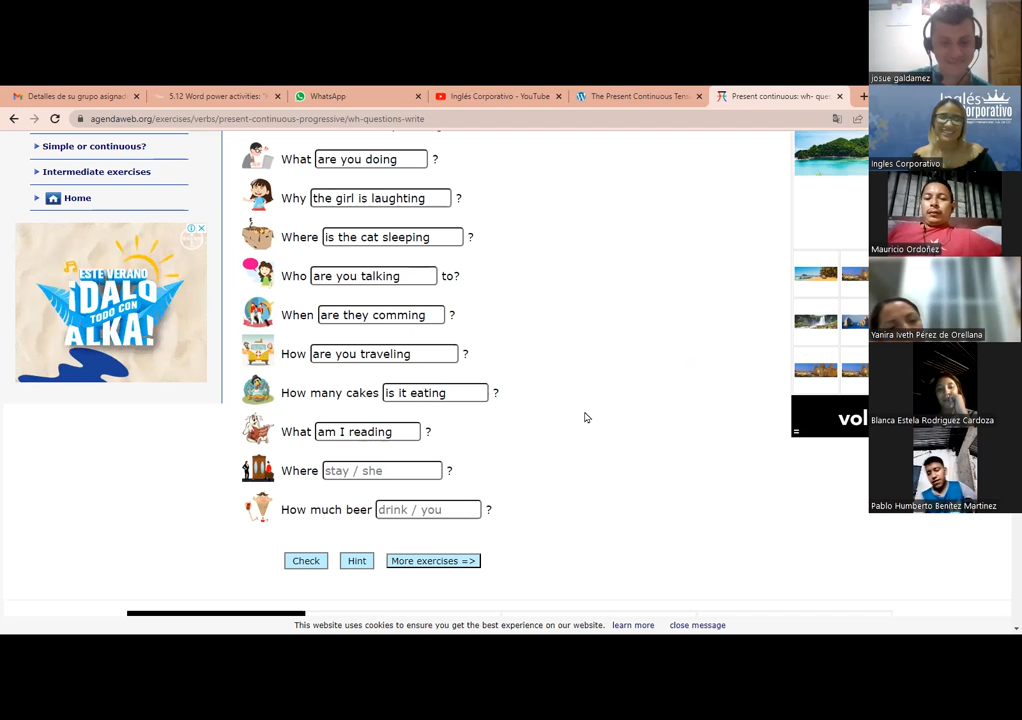 josue galdamez
Detalles de su grupo asignad
5.12 Word power activities: "
WhatsApp
Inglés Corporativo - YouTube
The Present Continuous Tens
Present continuous: wh- ques
agendaweb.org/exercises/verbs/present-continuous-progressive/wh-questions-write
Inglés
Corporativo
Ingles Corporativo
Simple or continuous?
Intermediate exercises
Home
What are you doing ?
Why the girl is laughting ?
Where is the cat sleeping ?
Who are you talking to?
When are they comming ?
How are you traveling ?
How many cakes is it eating ?
What am I reading ?
Where stay / she ?
How much beer drink / you ?
Check Hint More exercises =>
ESTE VERANO
¡DALO
TODO CON
ALKA!
vol
Mauricio Ordoñez
Yanira Iveth Pérez de Orellana
Blanca Estela Rodriguez Cardoza
Pablo Humberto Benitez Martinez
This website uses cookies to ensure you get the best experience on our website. learn more close message